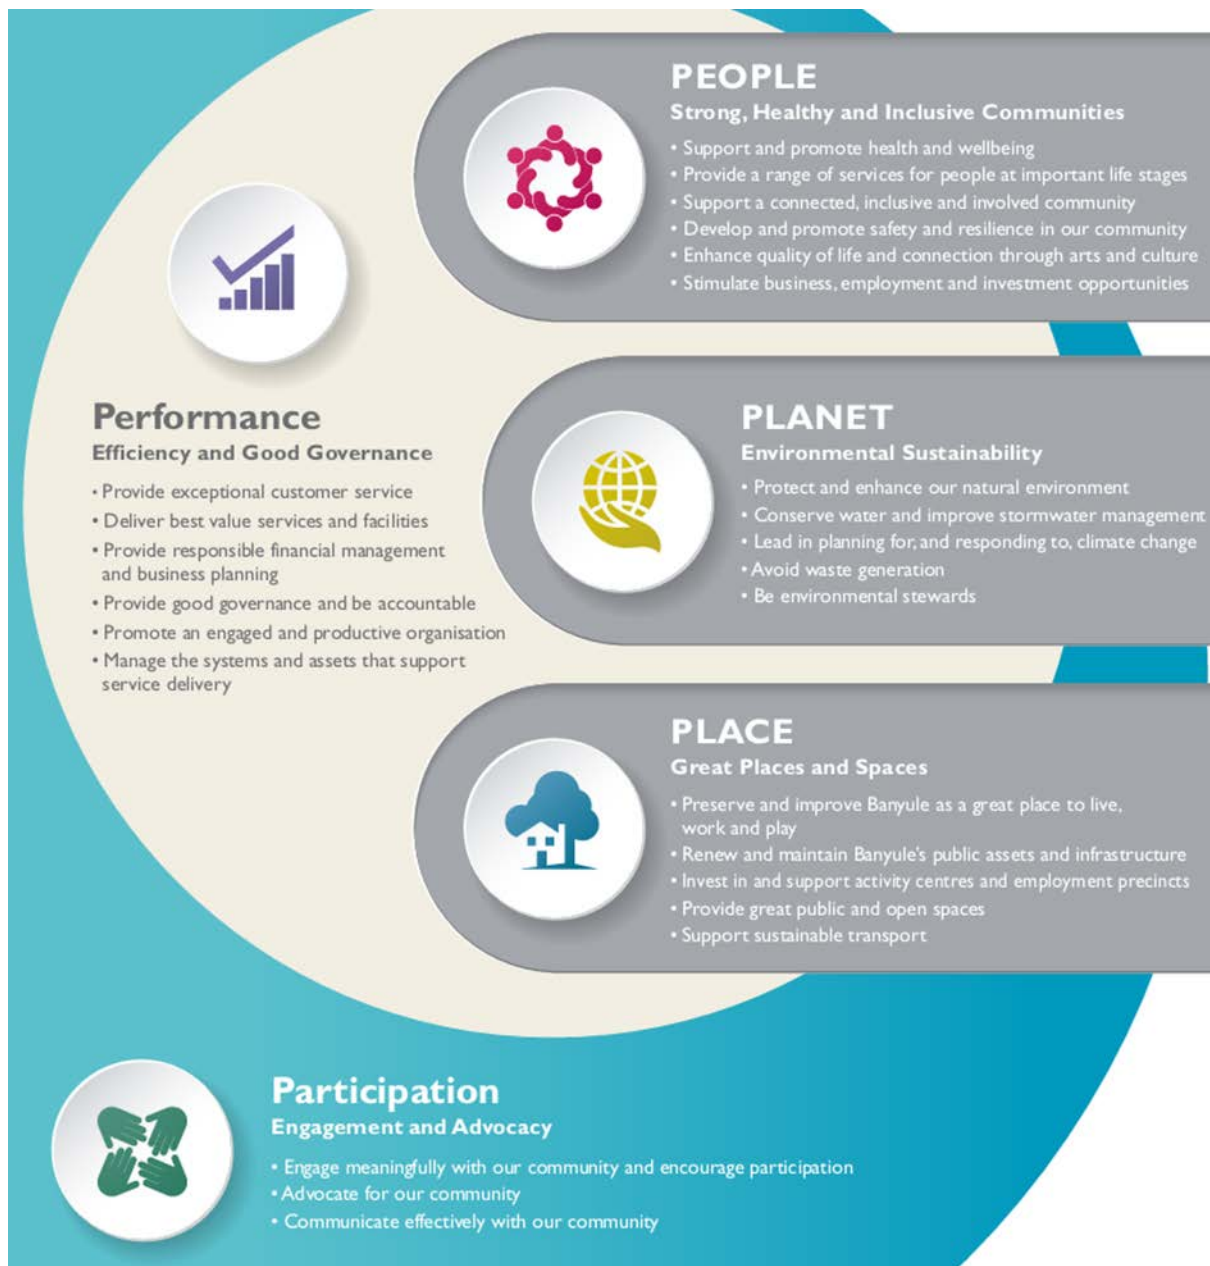 PEOPLE
Strong, Healthy and Inclusive Communities
• Support and promote health and wellbeing
• Provide a range of services for people at important life stages
• Support a connected, inclusive and involved community
• Develop and promote safety and resilience in our community
• Enhance quality of life and connection through arts and culture
• Stimulate business, employment and investment opportunities
Performance
Efficiency and Good Governance
• Provide exceptional customer service
• Deliver best value services and facilities
• Provide responsible financial management
and business planning
• Provide good governance and be accountable
• Promote an engaged and productive organisation
• Manage the systems and assets that support
service delivery
PLANET
Environmental Sustainability
• Protect and enhance our natural environment
• Conserve water and improve stormwater management
• Lead in planning for, and responding to, climate change
• Avoid waste generation
• Be environmental stewards
PLACE
Great Places and Spaces
• Preserve and improve Banyule as a great place to live,
work and play
• Renew and maintain Banyule's public assets and infrastructure
• Invest in and support activity centres and employment precincts
• Provide great public and open spaces
• Support sustainable transport
Participation
Engagement and Advocacy
• Engage meaningfully with our community and encourage participation
• Advocate for our community
• Communicate effectively with our community